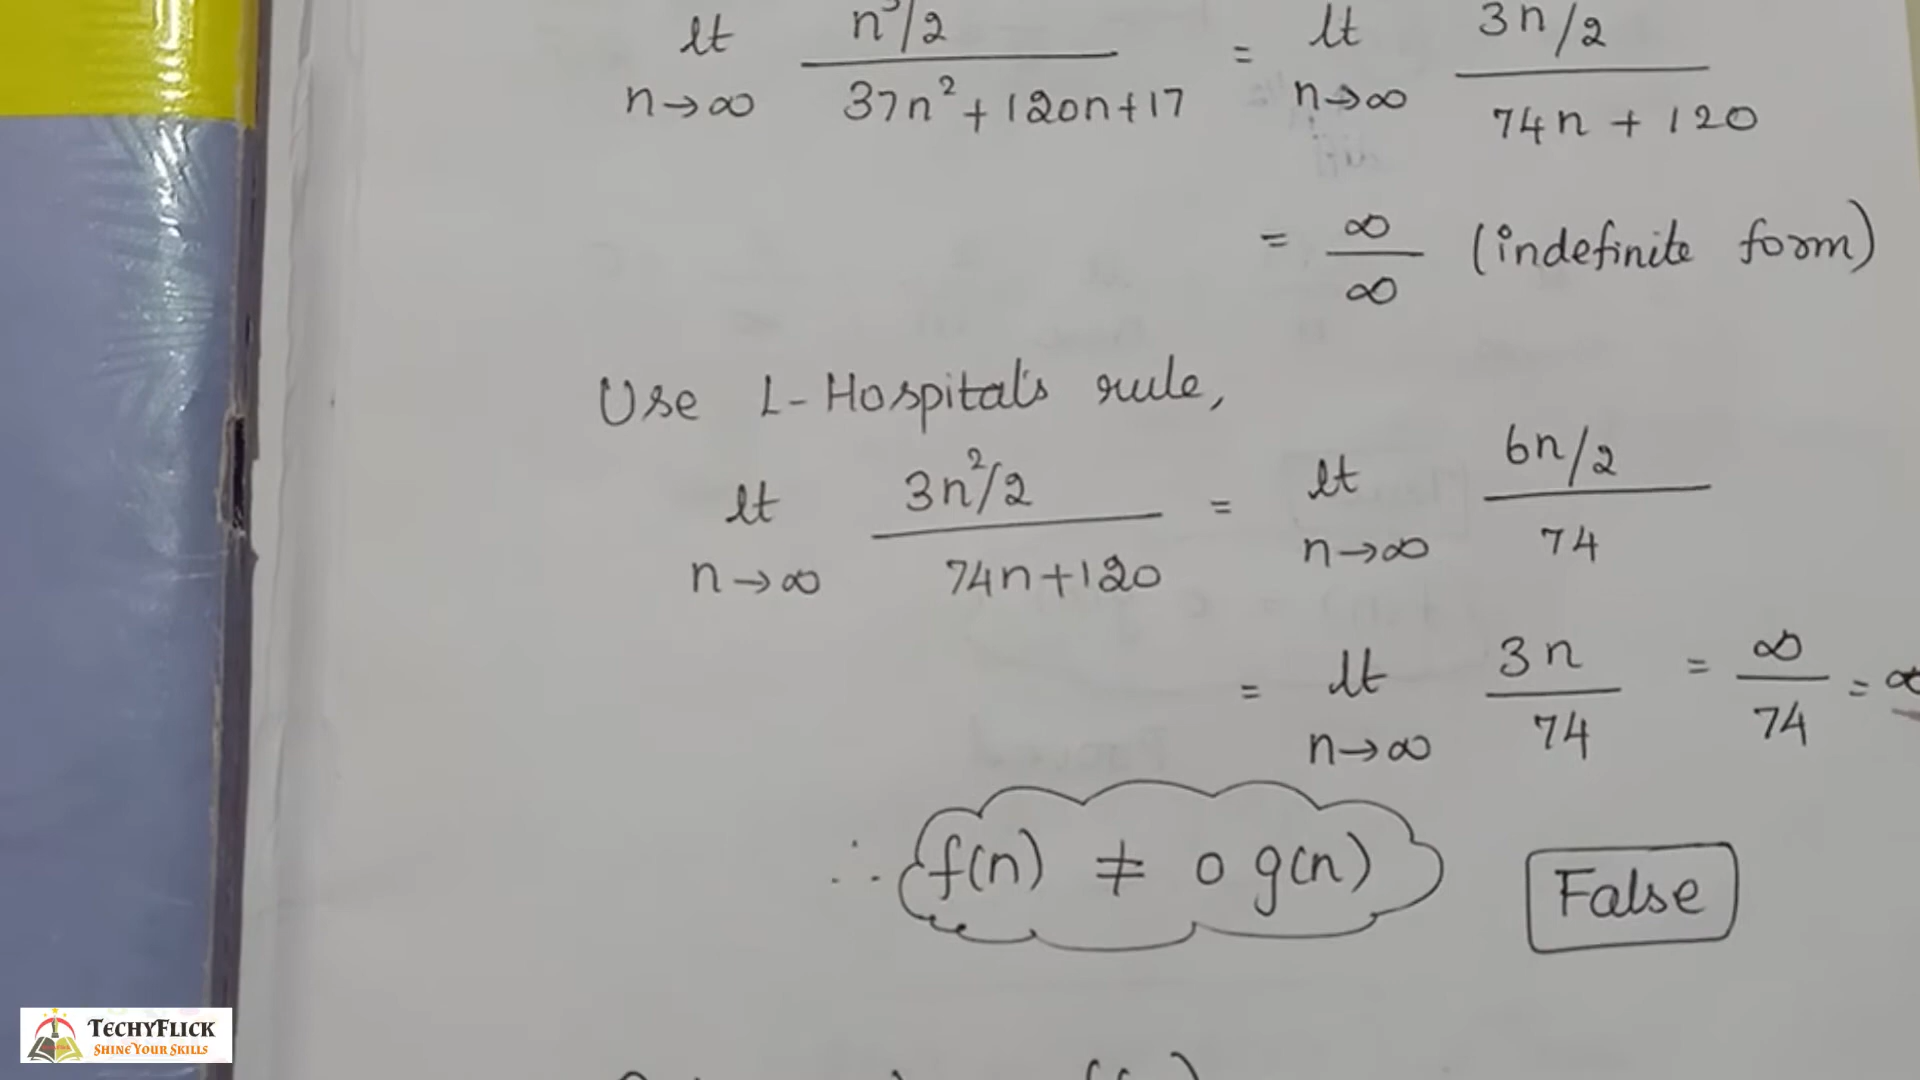 lt n³/2 = lt 3n/2
n→∞ 37n²+120n+17 n→∞ 74n + 120
= ∞/∞ (indefinite form)
Use L-Hospital's rule,
lt 3n²/2 = lt 6n/2
n→∞ 74n+120 n→∞ 74
= lt 3n = ∞ = ∞
n→∞ 74 74
∴ f(n) ≠ o g(n) False
TECHYFLICK
SHINE YOUR SKILLS